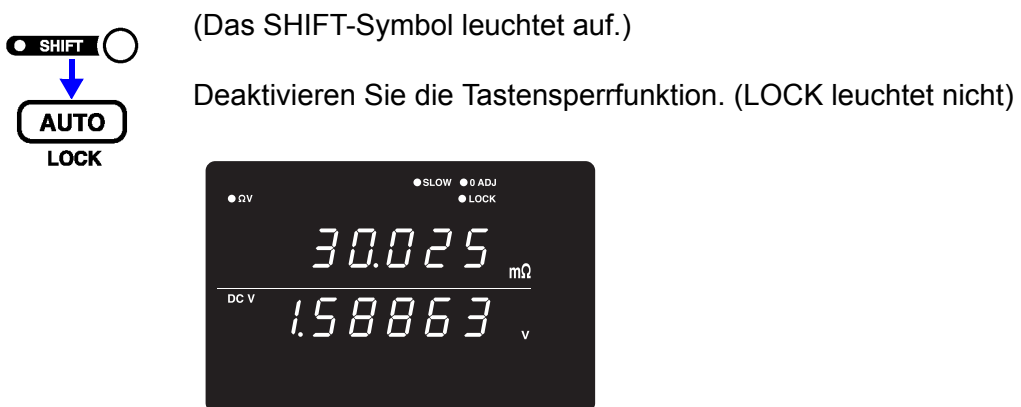 (Das SHIFT-Symbol leuchtet auf.)
SHIFT
Deaktivieren Sie die Tastensperrfunktion. (LOCK leuchtet nicht)
AUTO
LOCK
SLOW 0 ADJ
ΩV LOCK
30.025 mΩ
DC V
1.58863 V